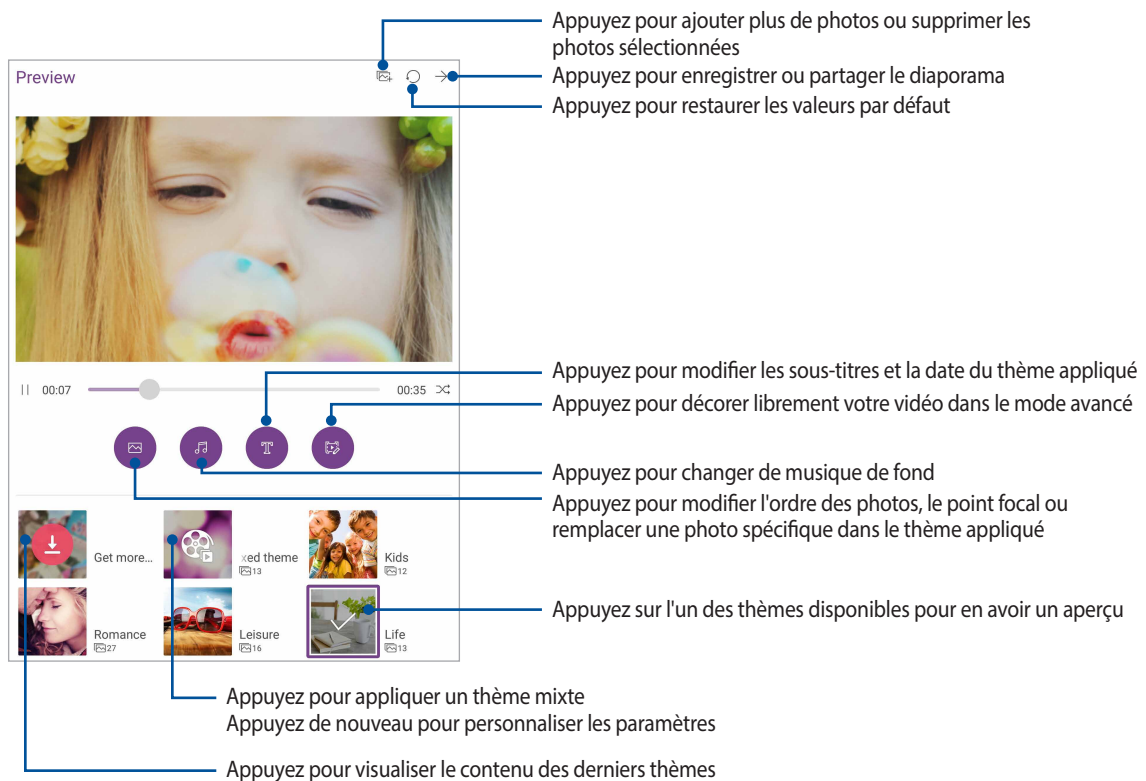 Appuyez pour ajouter plus de photos ou supprimer les
photos sélectionnées
Preview
Appuyez pour enregistrer ou partager le diaporama
Appuyez pour restaurer les valeurs par défaut
00:07
00:35
Appuyez pour modifier les sous-titres et la date du thème appliqué
Appuyez pour décorer librement votre vidéo dans le mode avancé
T
Appuyez pour changer de musique de fond
Appuyez pour modifier l'ordre des photos, le point focal ou
remplacer une photo spécifique dans le thème appliqué
Get more...
xed theme
13
Kids
12
Appuyez sur l'un des thèmes disponibles pour en avoir un aperçu
Romance
27
Leisure
16
Life
13
Appuyez pour appliquer un thème mixte
Appuyez de nouveau pour personnaliser les paramètres
Appuyez pour visualiser le contenu des derniers thèmes